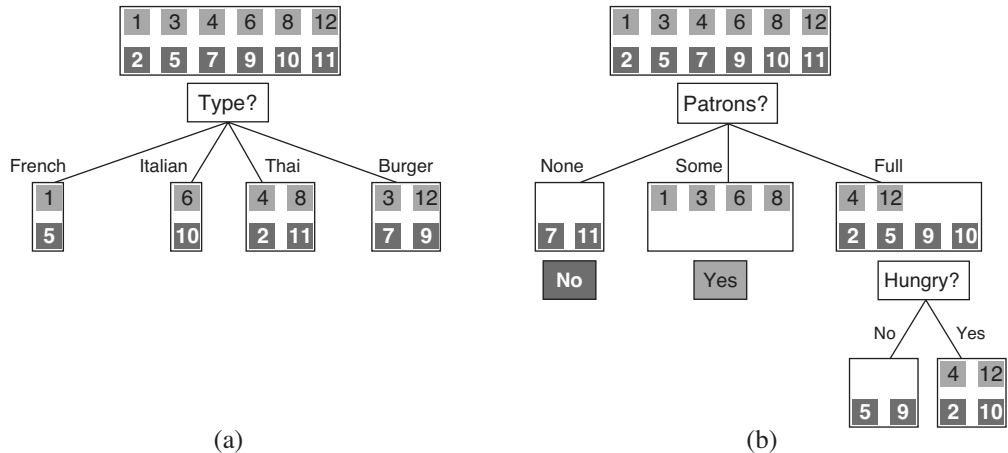 1 3 4 6 8 12
2 5 7 9 10 11
Type?
French Italian Thai Burger
1 6 4 8 3 12
5 10 2 11 7 9
(a)
1 3 4 6 8 12
2 5 7 9 10 11
Patrons?
None Some Full
1 3 6 8 4 12
7 11 2 5 9 10
No Yes Hungry?
No Yes
4 12
5 9 2 10
(b)